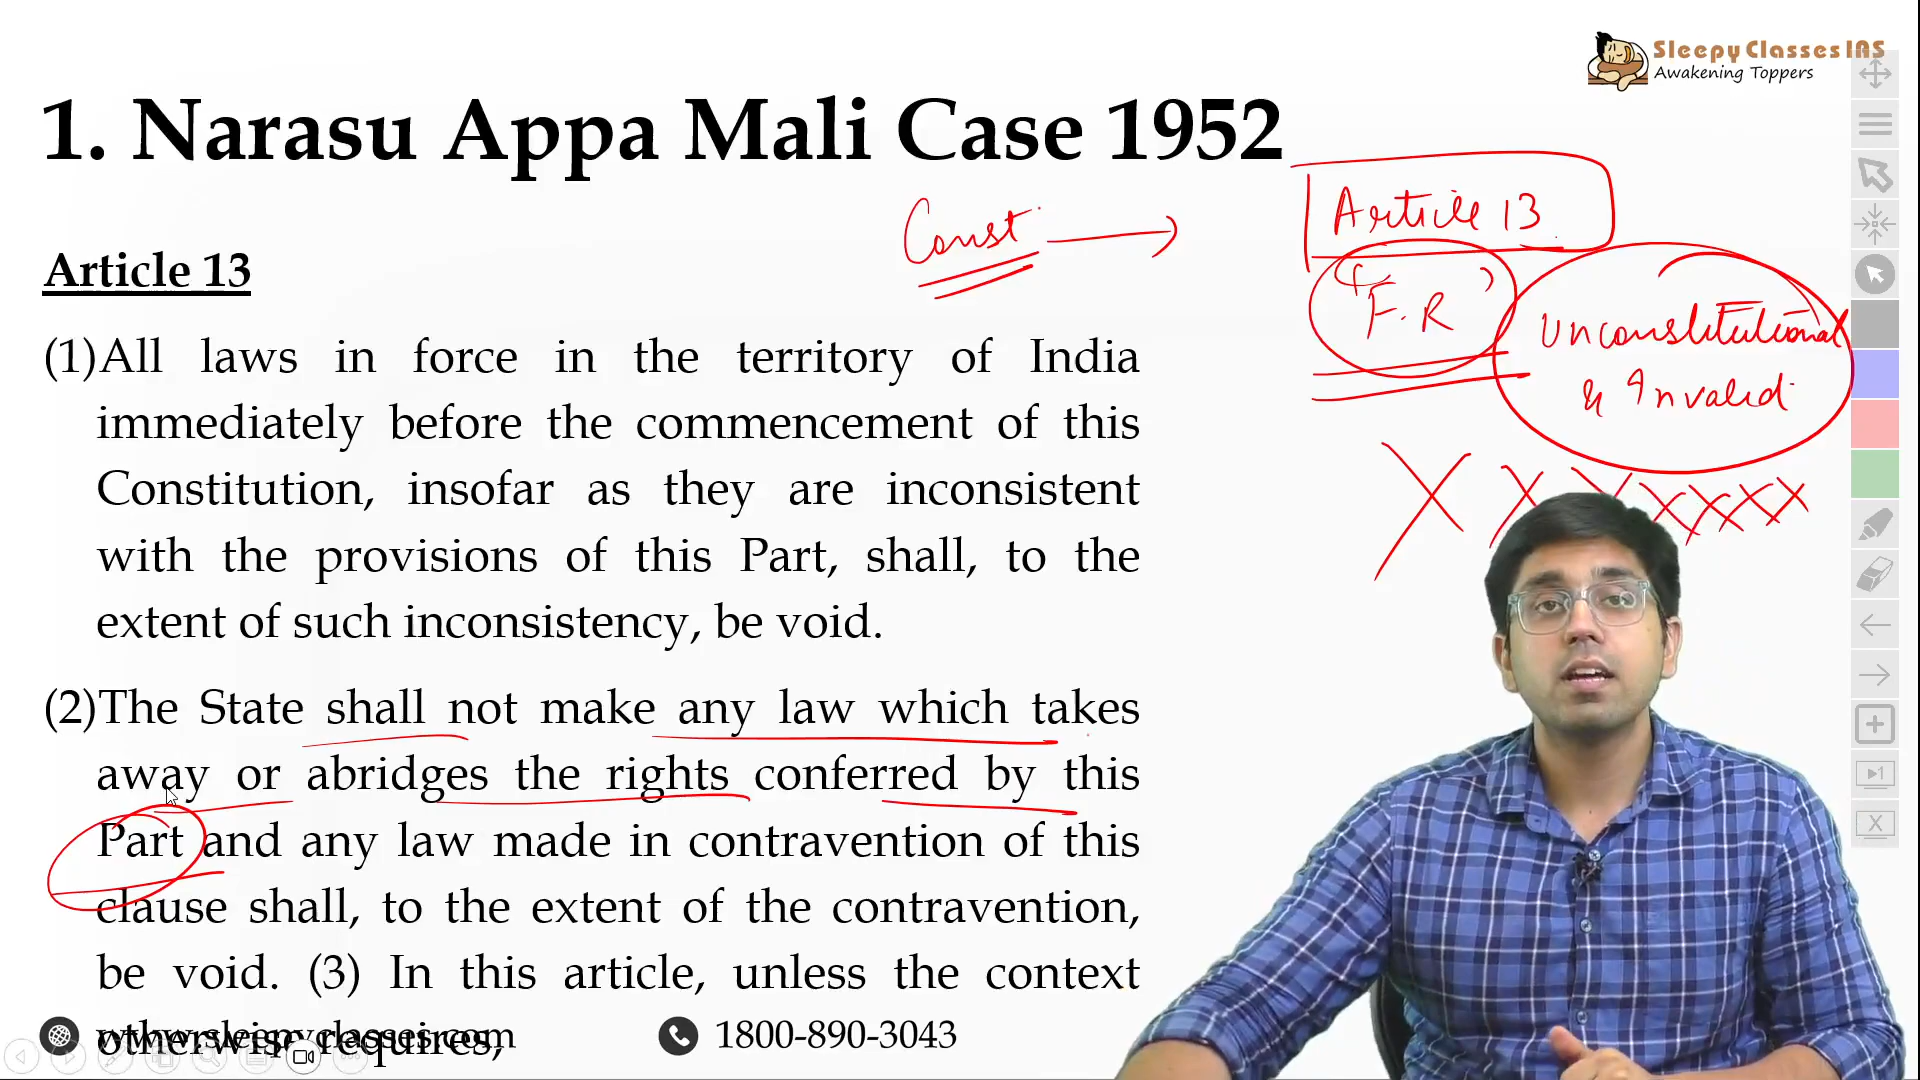 Sleepy Classes IAS
Awakening Toppers
1. Narasu Appa Mali Case 1952
Const
Article 13
F.R
Unconstitutional
& Invalid
Article 13
(1)All laws in force in the territory of India
immediately before the commencement of this
Constitution, insofar as they are inconsistent
with the provisions of this Part, shall, to the
extent of such inconsistency, be void.
(2)The State shall not make any law which takes
away or abridges the rights conferred by this
Part and any law made in contravention of this
clause shall, to the extent of the contravention,
be void. (3) In this article, unless the context
otherwise requires,
www.sleepyclasses.com
1800-890-3043